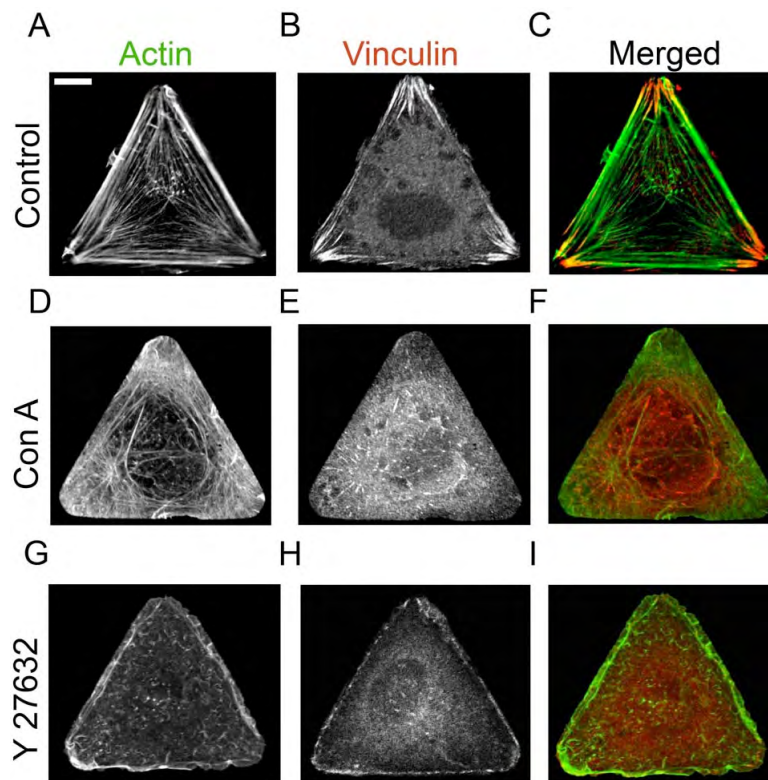 A B C
Actin Vinculin Merged
Control
D E F
Con A
G H I
Y 27632